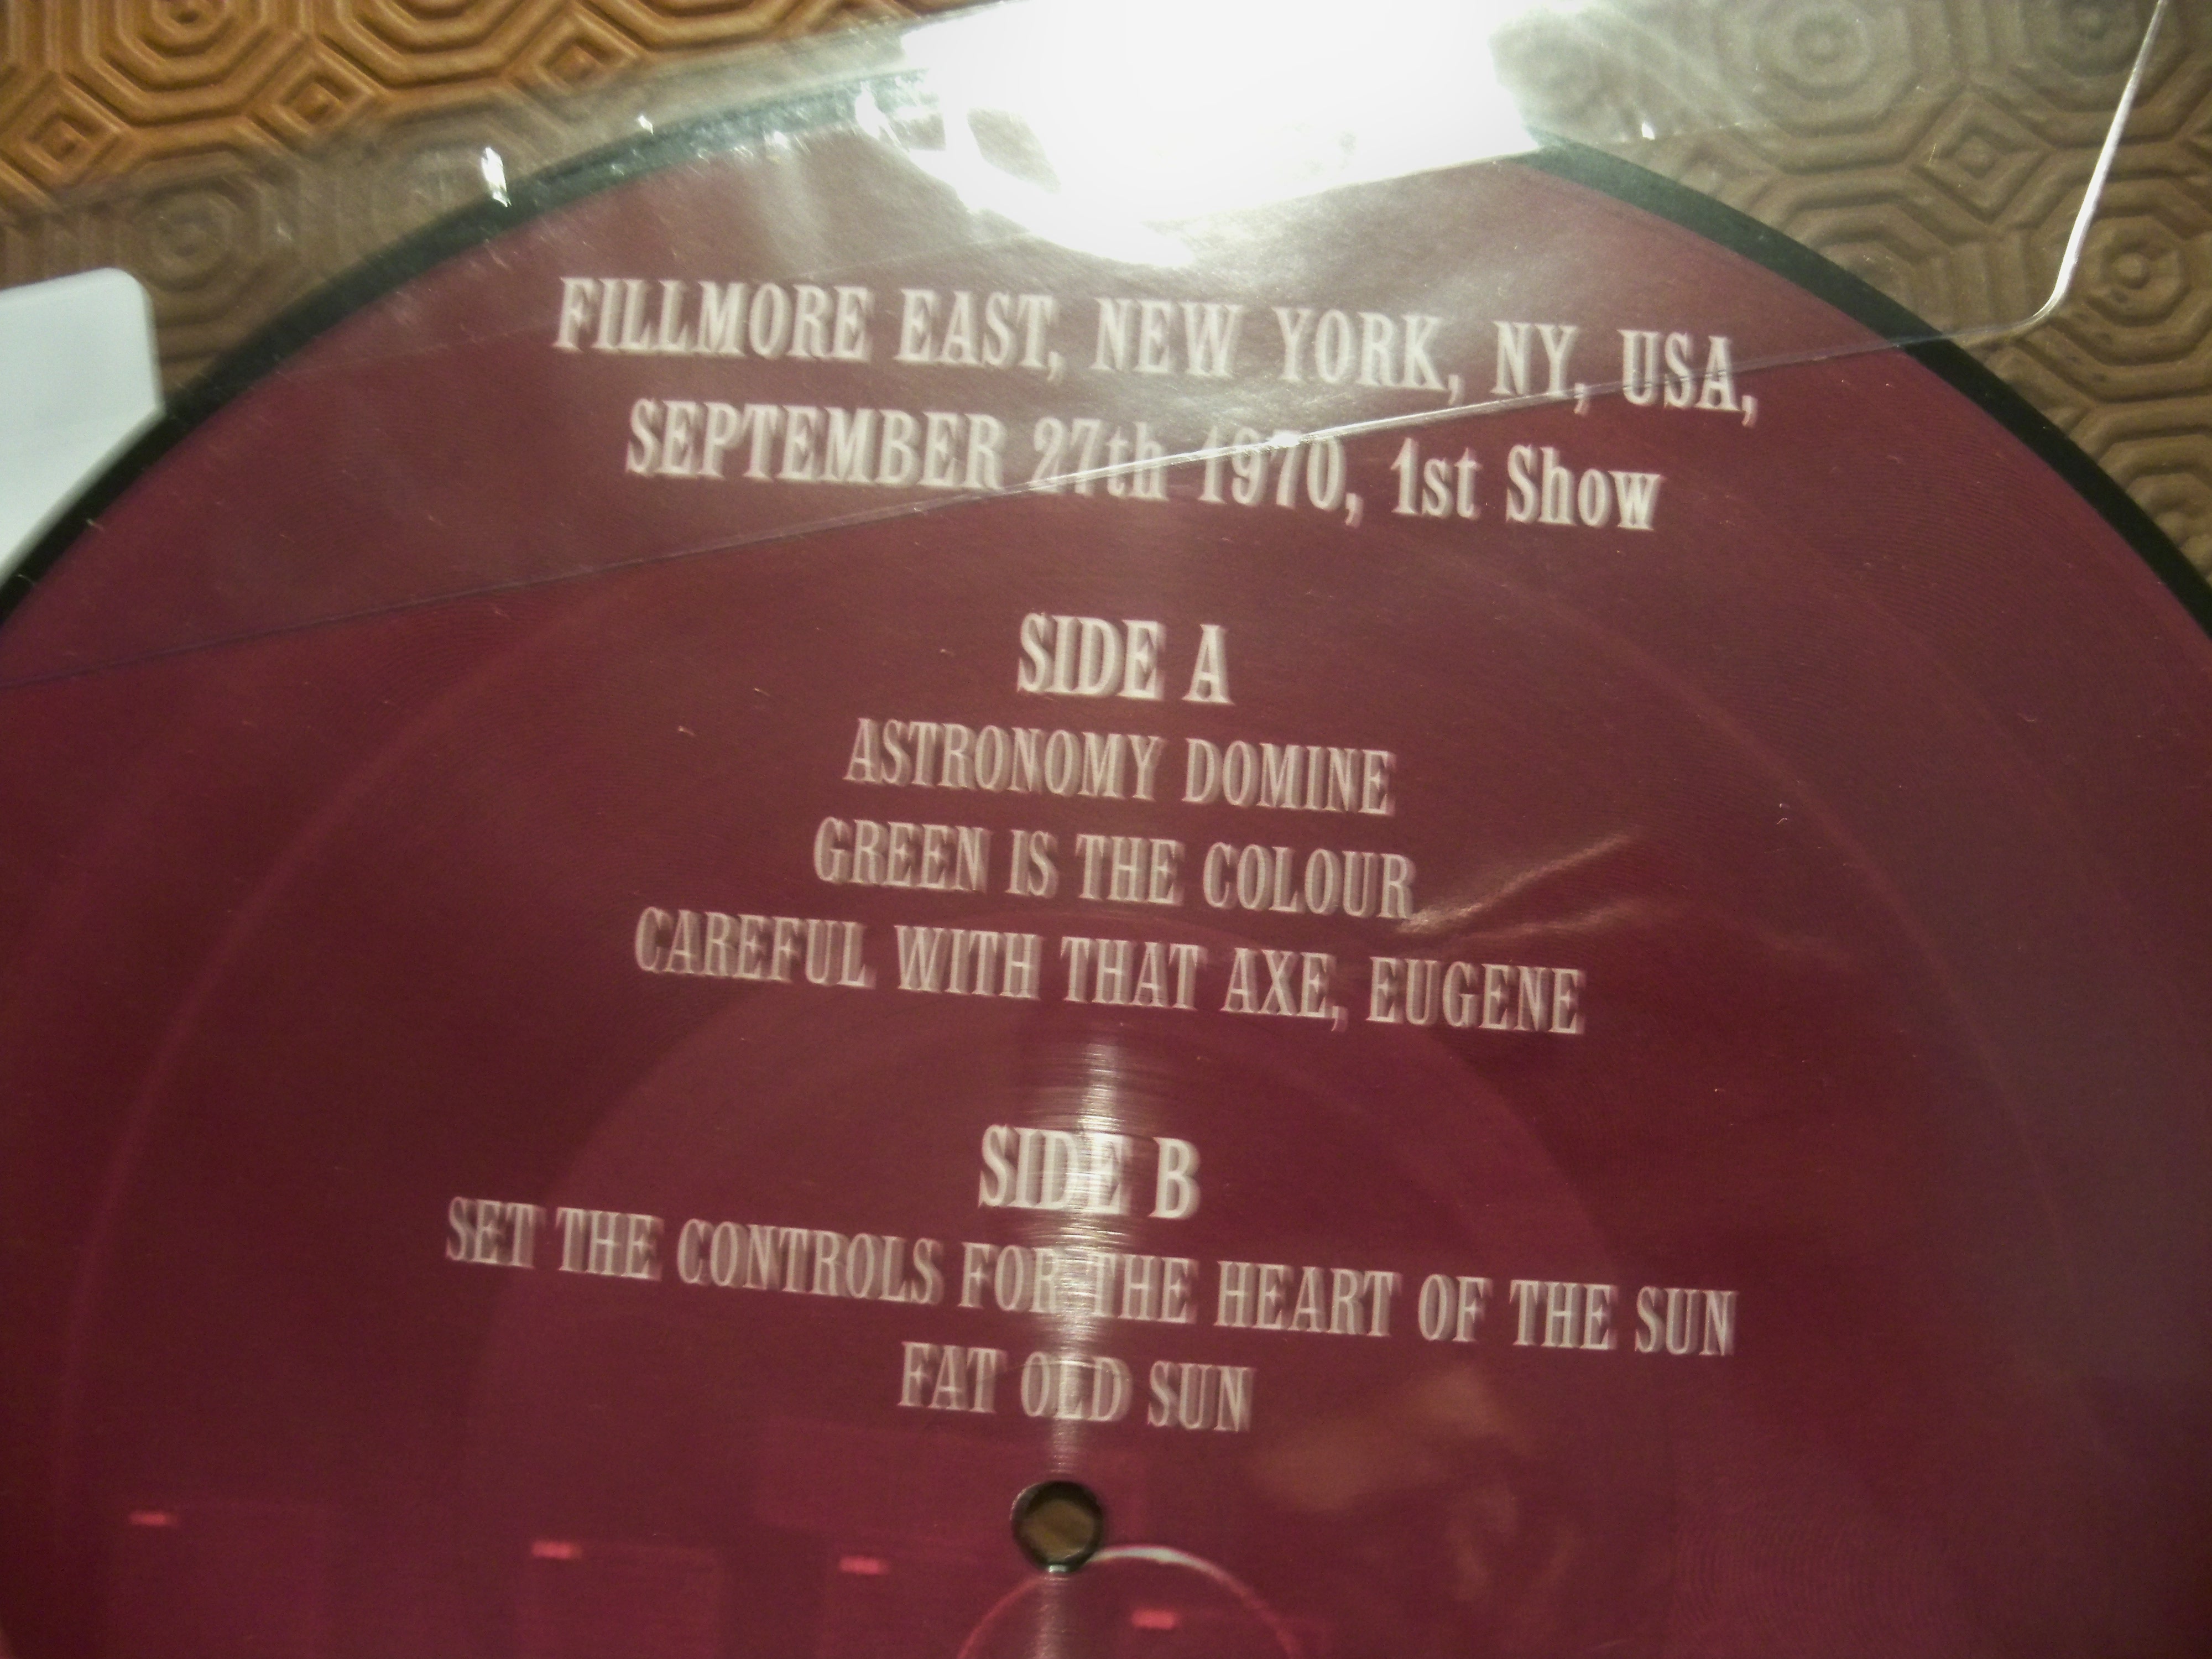 FILLMORE EAST, NEW YORK, NY, USA,
SEPTEMBER 27th 1970, 1st Show
SIDE A
ASTRONOMY DOMINE
GREEN IS THE COLOUR
CAREFUL WITH THAT AXE, EUGENE
SIDE B
SET THE CONTROLS FOR THE HEART OF THE SUN
FAT OLD SUN